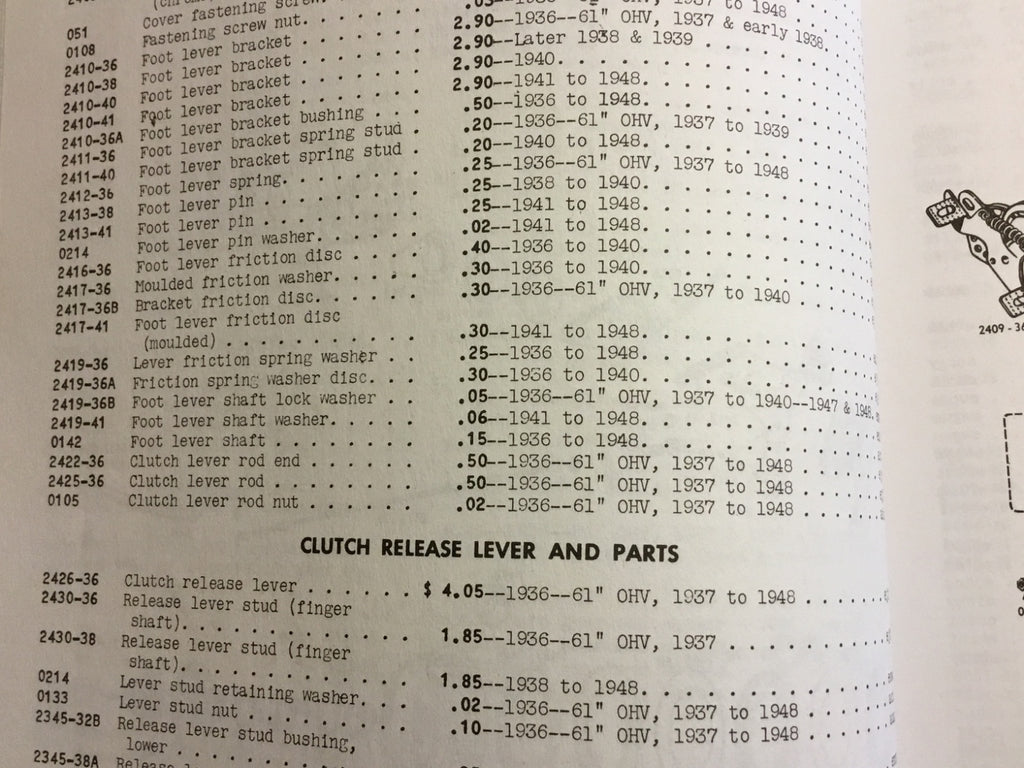 051 Cover fastening screw.
0108 Fastening screw nut. . . . . . . .03--1936--61" OHV, 1937 to 1948 . . .
2410-36 Foot lever bracket . . . . . . 2.90--1936--61" OHV, 1937 & early 1938.
2410-38 Foot lever bracket . . . . . . 2.90--Later 1938 & 1939 . . . . . .
2410-40 Foot lever bracket . . . . . . 2.90--1940. . . . . . . . . . . .
2410-41 Foot lever bracket . . . . . . 2.90--1941 to 1948. . . . . . . . .
2410-36A Foot lever bracket bushing . . . .50--1936 to 1948. . . . . . . . .
2411-36 Foot lever bracket spring stud . .20--1936--61" OHV, 1937 to 1939 . . .
2411-40 Foot lever bracket spring stud . .20--1940 to 1948. . . . . . . . .
2412-36 Foot lever spring. . . . . . . .25--1936--61" OHV, 1937 to 1948 . . .
2413-38 Foot lever pin . . . . . . . . .25--1938 to 1940. . . . . . . . .
2413-41 Foot lever pin . . . . . . . . .25--1941 to 1948. . . . . . . . .
0214 Foot lever pin washer. . . . . . .02--1941 to 1948. . . . . . . . .
2416-36 Foot lever friction disc . . . . .40--1936 to 1940. . . . . . . . .
2417-36 Moulded friction washer. . . . . .30--1936 to 1940. . . . . . . . .
2417-36B Bracket friction disc. . . . . . .30--1936--61" OHV, 1937 to 1940 . . .
2417-41 Foot lever friction disc
(moulded) . . . . . . . . . . .30--1941 to 1948. . . . . . . . .
2419-36 Lever friction spring washer . . .25--1936 to 1948. . . . . . . . .
2419-36A Friction spring washer disc. . . .30--1936 to 1940. . . . . . . . .
2419-36B Foot lever shaft lock washer . . .05--1936--61" OHV, 1937 to 1940--1947 & 1948.
2419-41 Foot lever shaft washer. . . . . .06--1941 to 1948. . . . . . . . .
0142 Foot lever shaft . . . . . . . . .15--1936 to 1948. . . . . . . . .
2422-36 Clutch lever rod end . . . . . . .50--1936--61" OHV, 1937 to 1948 . . . .
2425-36 Clutch lever rod . . . . . . . . .50--1936--61" OHV, 1937 to 1948 . . . .
0105 Clutch lever rod nut . . . . . . .02--1936--61" OHV, 1937 to 1948 . . . .
CLUTCH RELEASE LEVER AND PARTS
2426-36 Clutch release lever . . . . . . $ 4.05--1936--61" OHV, 1937 to 1948 . . . . .
2430-36 Release lever stud (finger
shaft). . . . . . . . . . . . . 1.85--1936--61" OHV, 1937 . . . . . . . . .
2430-38 Release lever stud (finger
shaft). . . . . . . . . . . . . 1.85--1938 to 1948. . . . . . . . . . . .
0214 Lever stud retaining washer. . . .02--1936--61" OHV, 1937 to 1948 . . . . .
0133 Lever stud nut . . . . . . . . . .10--1936--61" OHV, 1937 to 1948 . . . . .
2345-32B Release lever stud bushing,
lower . . . . . . . . . . . .
2345-38A Release
2409-36